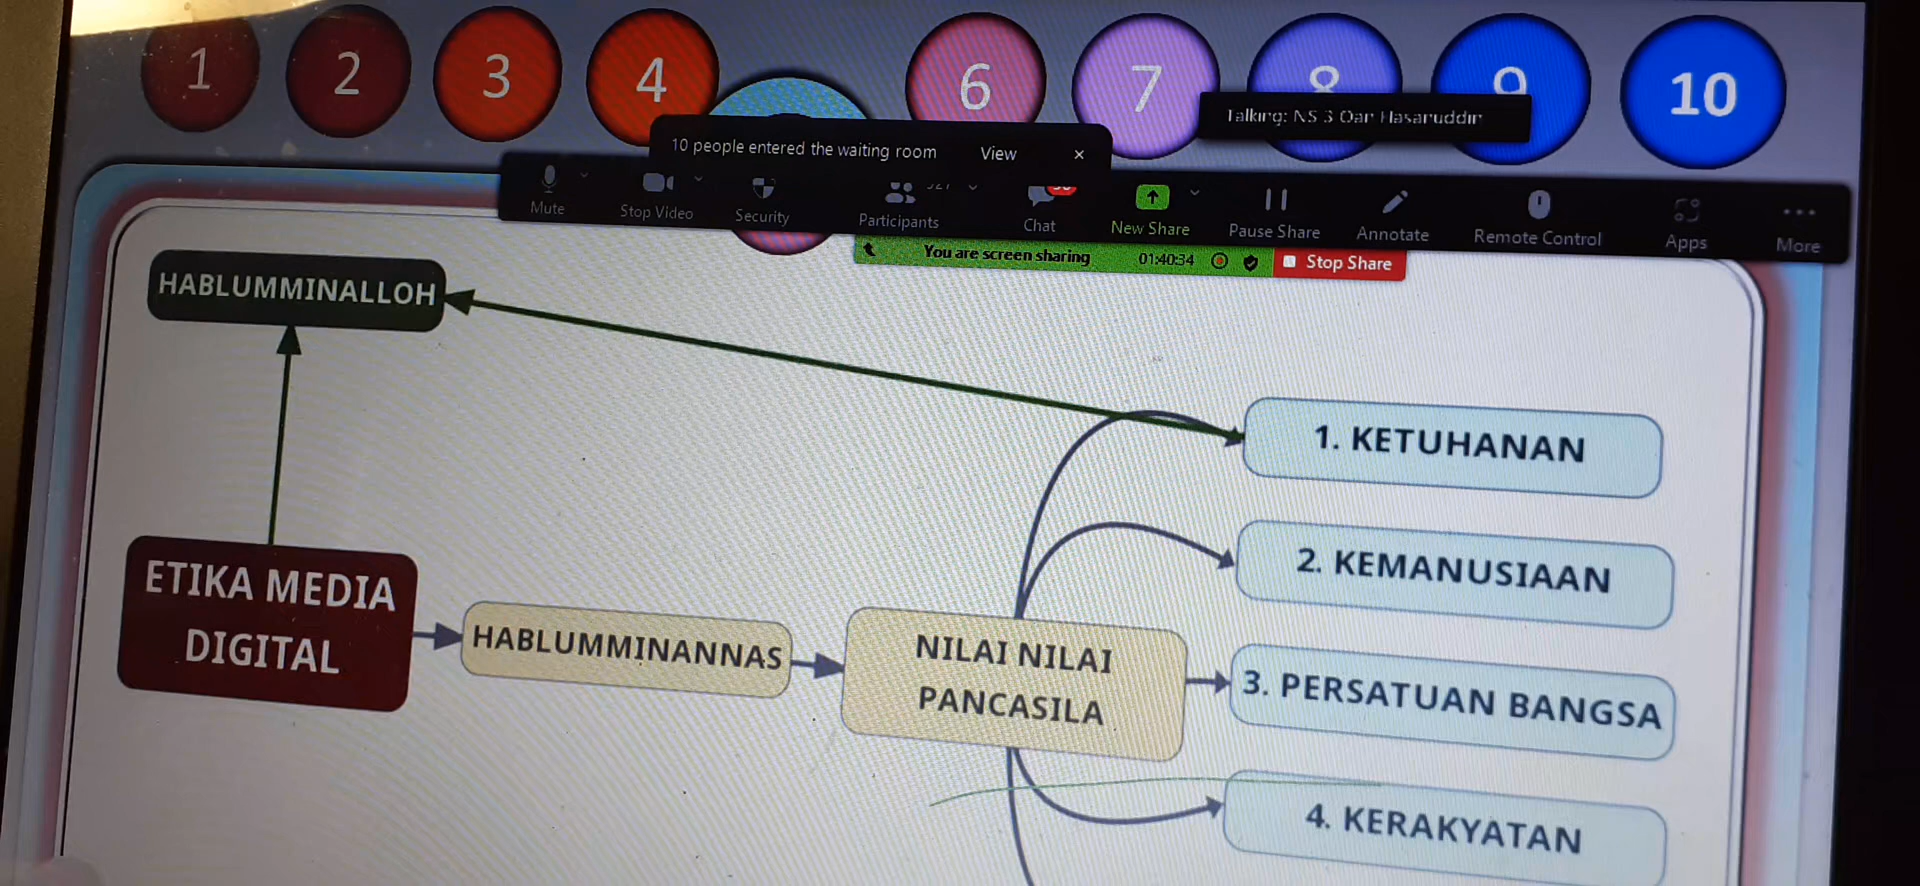 1 2 3 4 6 7 8 9 10
Talking: NS 3 Oar Hasaruddin
10 people entered the waiting room View ×
Mute Stop Video Security Participants Chat New Share Pause Share Annotate Remote Control Apps More
You are screen sharing 01:40:34 Stop Share
HABLUMMINALLOH
1. KETUHANAN
2. KEMANUSIAAN
ETIKA MEDIA
DIGITAL
HABLUMMINANNAS
NILAI NILAI
PANCASILA
3. PERSATUAN BANGSA
4. KERAKYATAN